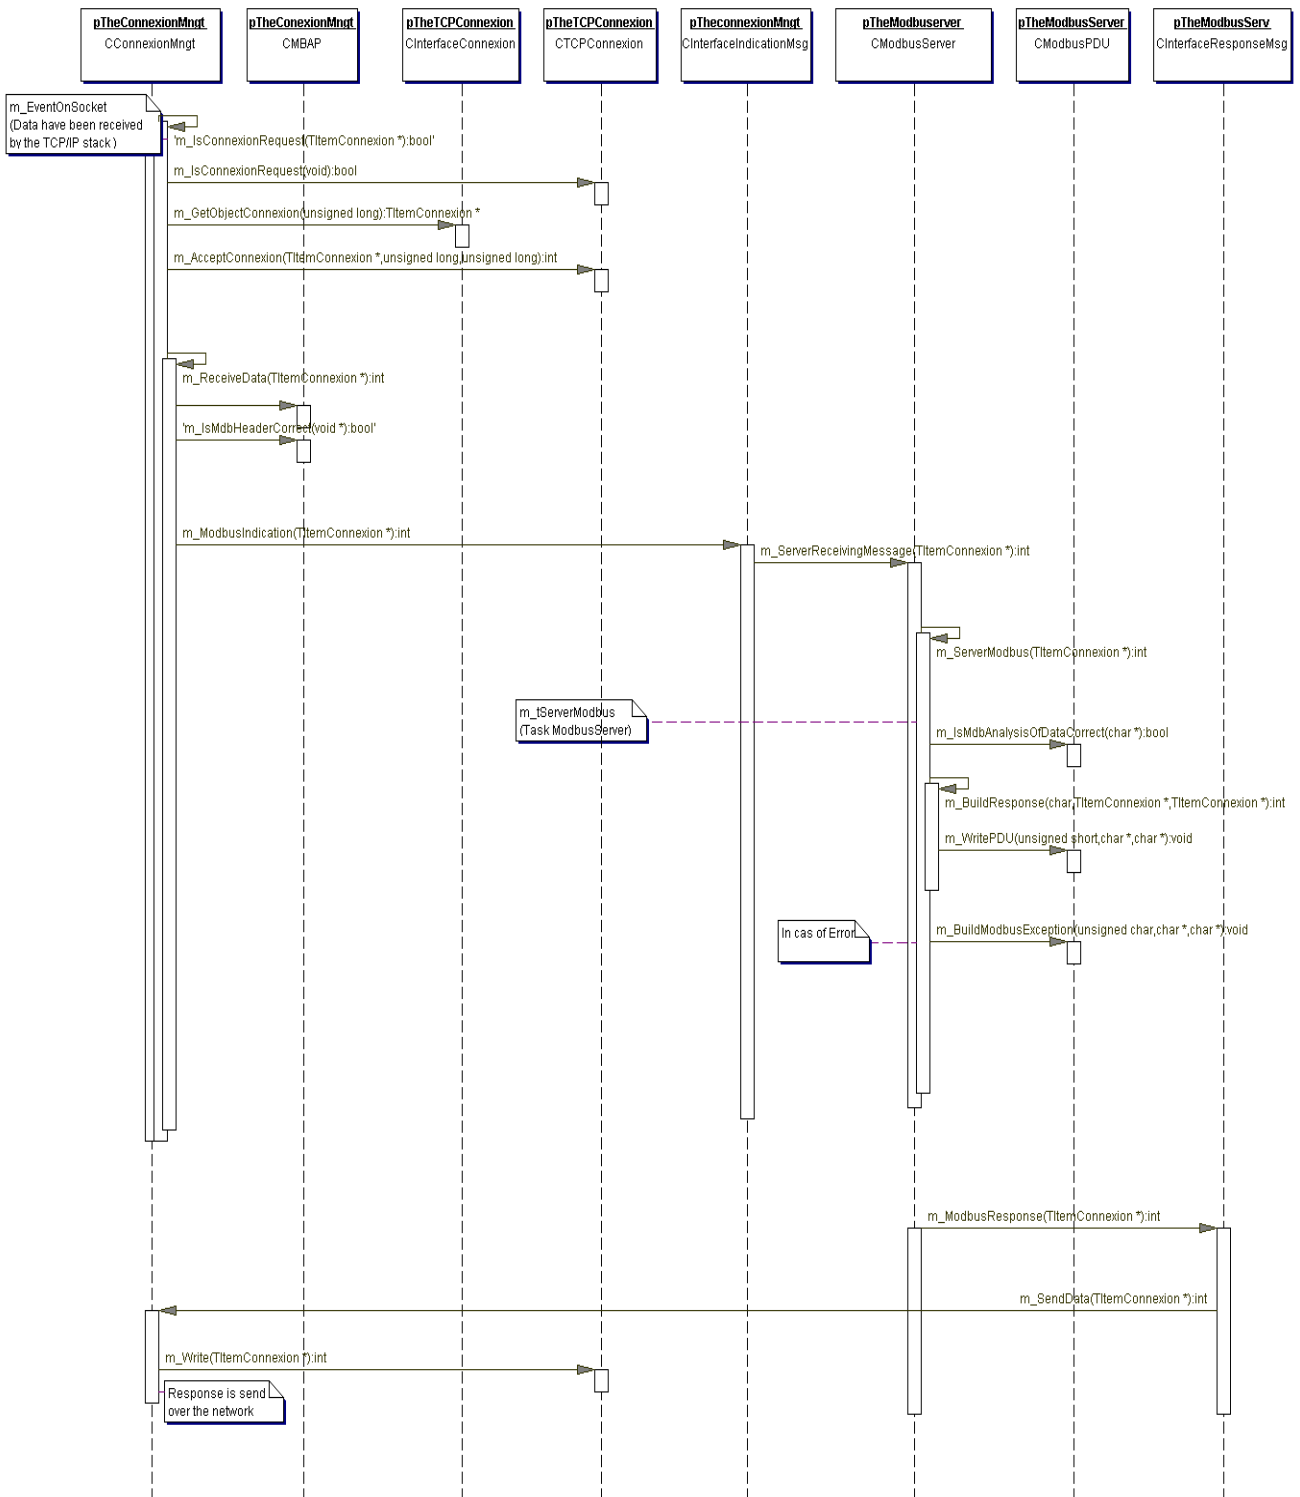 pTheConnexionMngt
CConnexionMngt
pTheConexionMngt
CMBAP
pTheTCPConnexion
CInterfaceConnexion
pTheTCPConnexion
CTCPConnexion
pTheconnexionMngt
CInterfaceIndicationMsg
pTheModbuserver
CModbusServer
pTheModbusServer
CModbusPDU
pTheModbusServ
CInterfaceResponseMsg
m_EventOnSocket
(Data have been received
by the TCP/IP stack )
'm_IsConnexionRequest(TItemConnexion *):bool'
m_IsConnexionRequest(void):bool
m_GetObjectConnexion(unsigned long):TItemConnexion *
m_AcceptConnexion(TItemConnexion *,unsigned long,unsigned long):int
m_ReceiveData(TItemConnexion *):int
'm_IsMdbHeaderCorrect(void *):bool'
m_ModbusIndication(TItemConnexion *):int
m_ServerReceivingMessage(TItemConnexion *):int
m_ServerModbus(TItemConnexion *):int
m_tServerModbus
(Task ModbusServer)
m_IsMdbAnalysisOfDataCorrect(char *):bool
m_BuildResponse(char,TItemConnexion *,TItemConnexion *):int
m_WritePDU(unsigned short,char *,char *):void
In cas of Error
m_BuildModbusException(unsigned char,char *,char *):void
m_ModbusResponse(TItemConnexion *):int
m_SendData(TItemConnexion *):int
m_Write(TItemConnexion *):int
Response is send
over the network